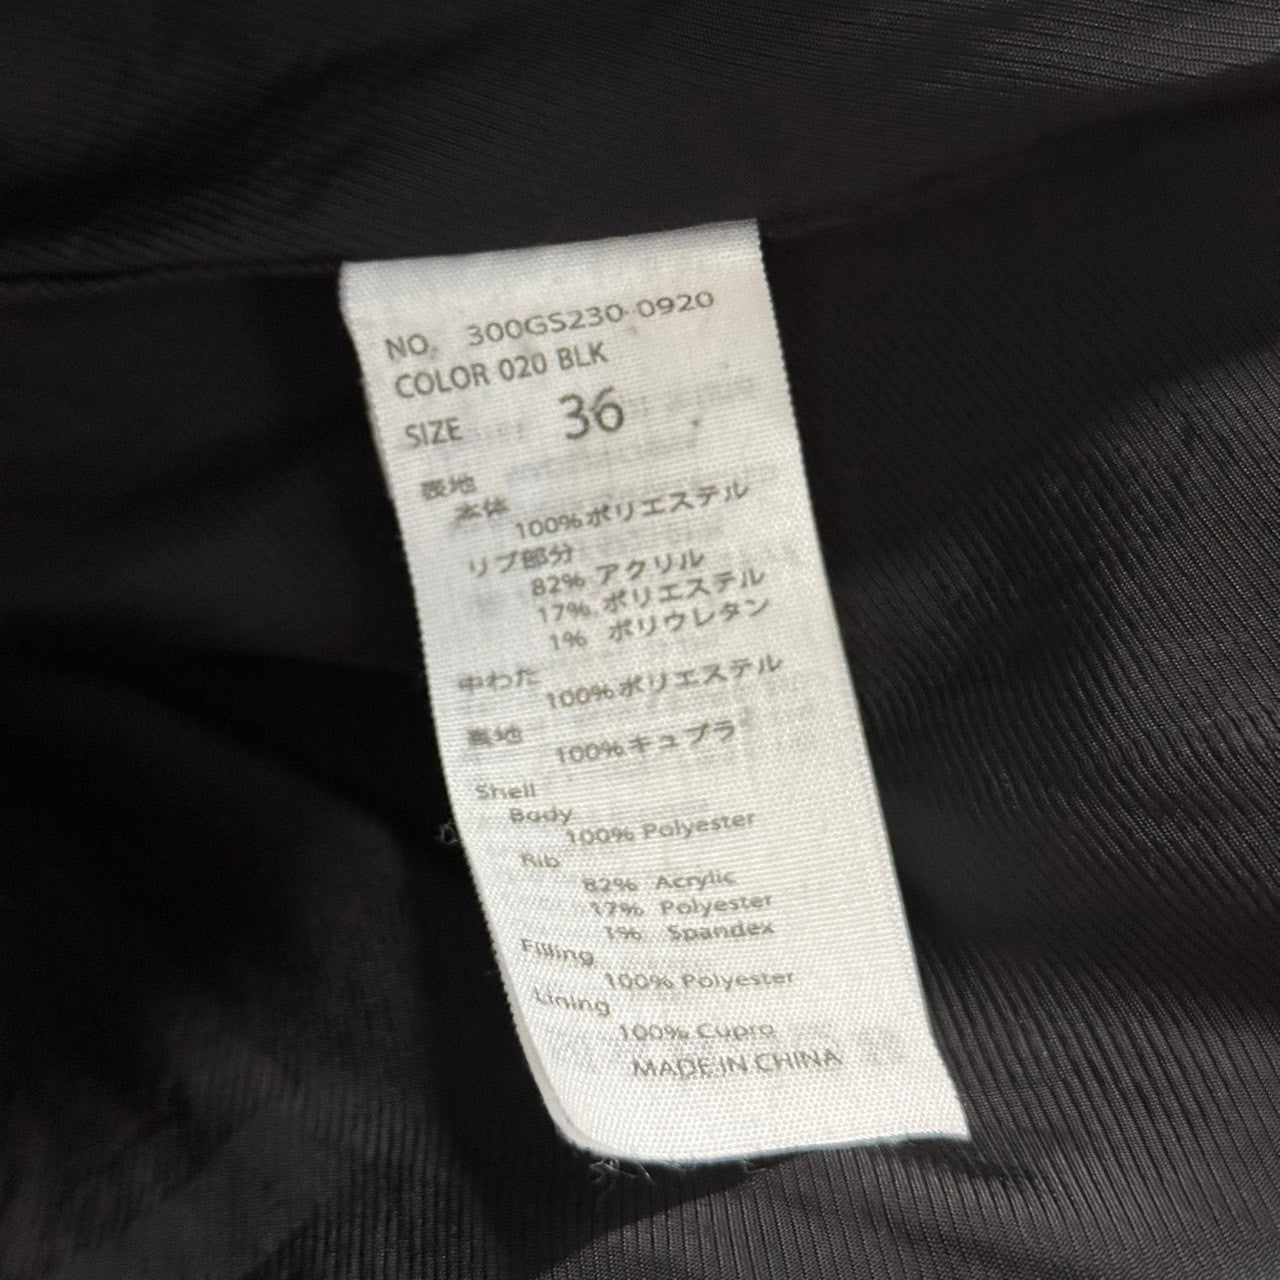 NO. 300GS230-0920
COLOR 020 BLK
SIZE 36
表地
本体
100%ポリエステル
リブ部分
82% アクリル
17% ポリエステル
1% ポリウレタン
中わた
100%ポリエステル
裏地
100%キュプラ
Shell
Body
100% Polyester
Rib
82% Acrylic
17% Polyester
1% Spandex
Filling
100% Polyester
Lining
100% Cupro
MADE IN CHINA